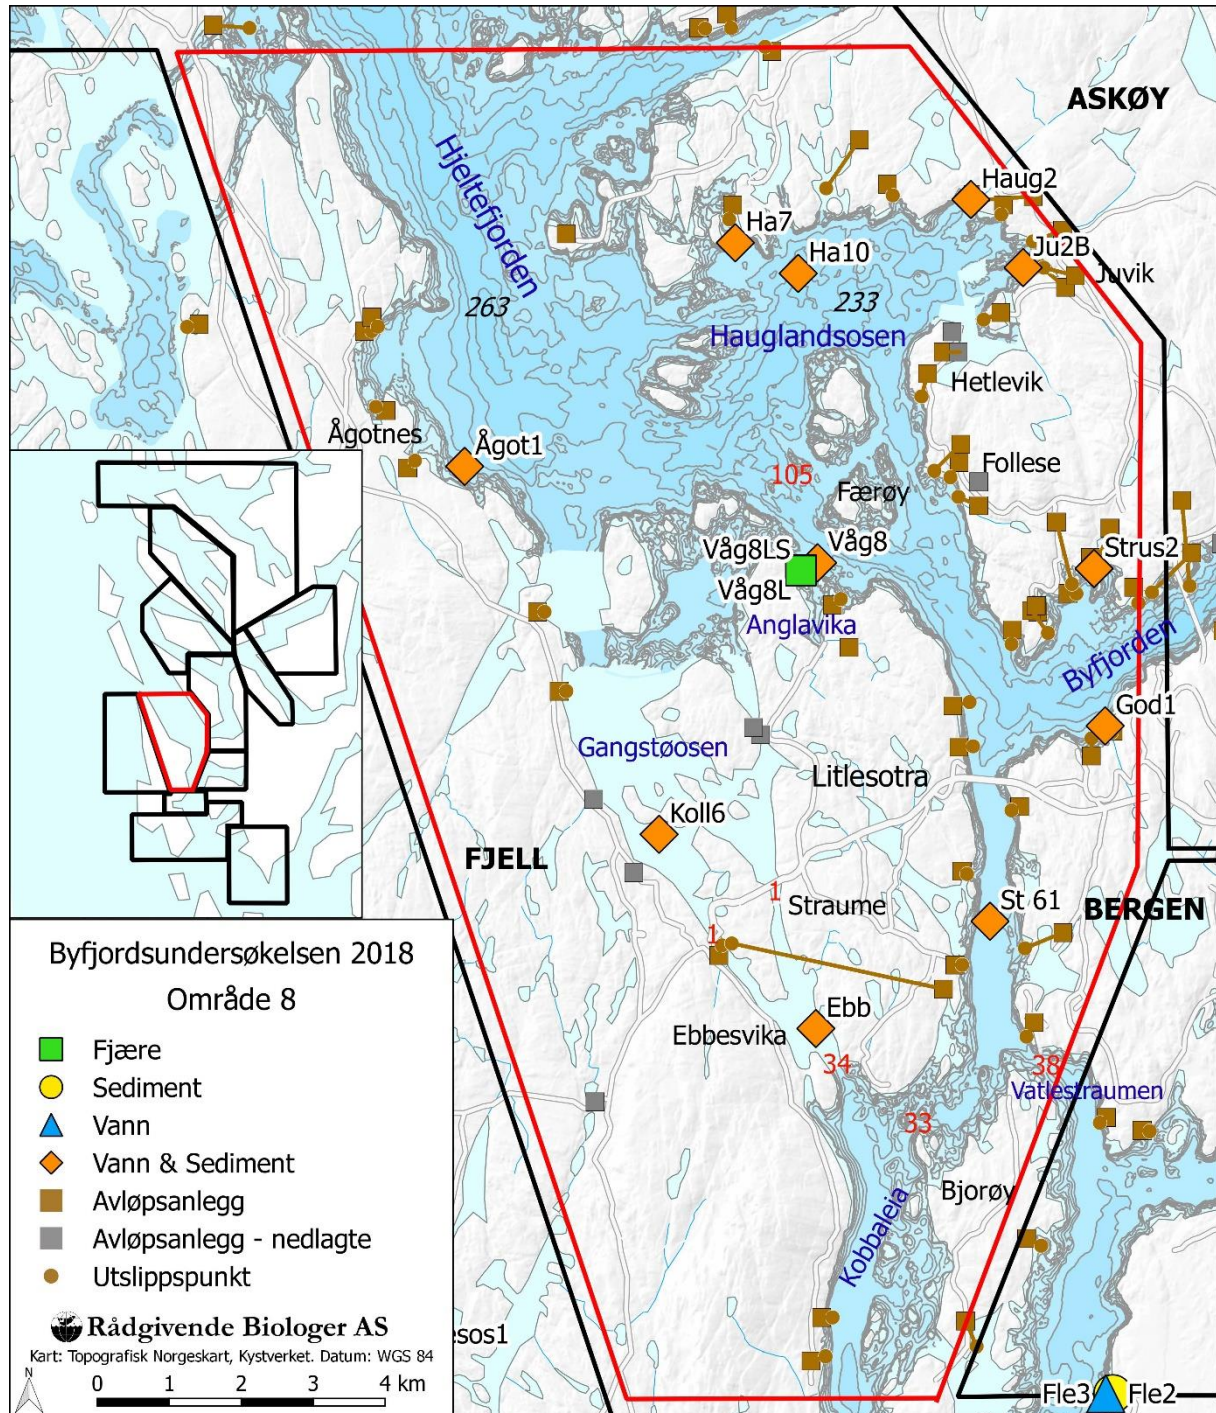 ASKØY
Haug2
Hjeltefjorden
Ha7
Ju2B
Ha10
Juvik
263
233
Hauglandsosen
Hetlevik
Ågotnes
Ågot1
105
Follese
Færøy
Våg8LS
Våg8
Strus2
Våg8L
Anglavika
Byfjorden
God1
Gangstøosen
Litlesotra
Koll6
FJELL
1
Straume
St 61
BERGEN
1
Ebb
Ebbesvika
34
38
Vatlestraumen
33
Bjorøy
Kobbaleia
esos1
Fle3
Fle2
Byfjordsundersøkelsen 2018
Område 8
Fjære
Sediment
Vann
Vann & Sediment
Avløpsanlegg
Avløpsanlegg - nedlagte
Utslippspunkt
Rådgivende Biologer AS
Kart: Topografisk Norgeskart, Kystverket. Datum: WGS 84
N
0 1 2 3 4 km